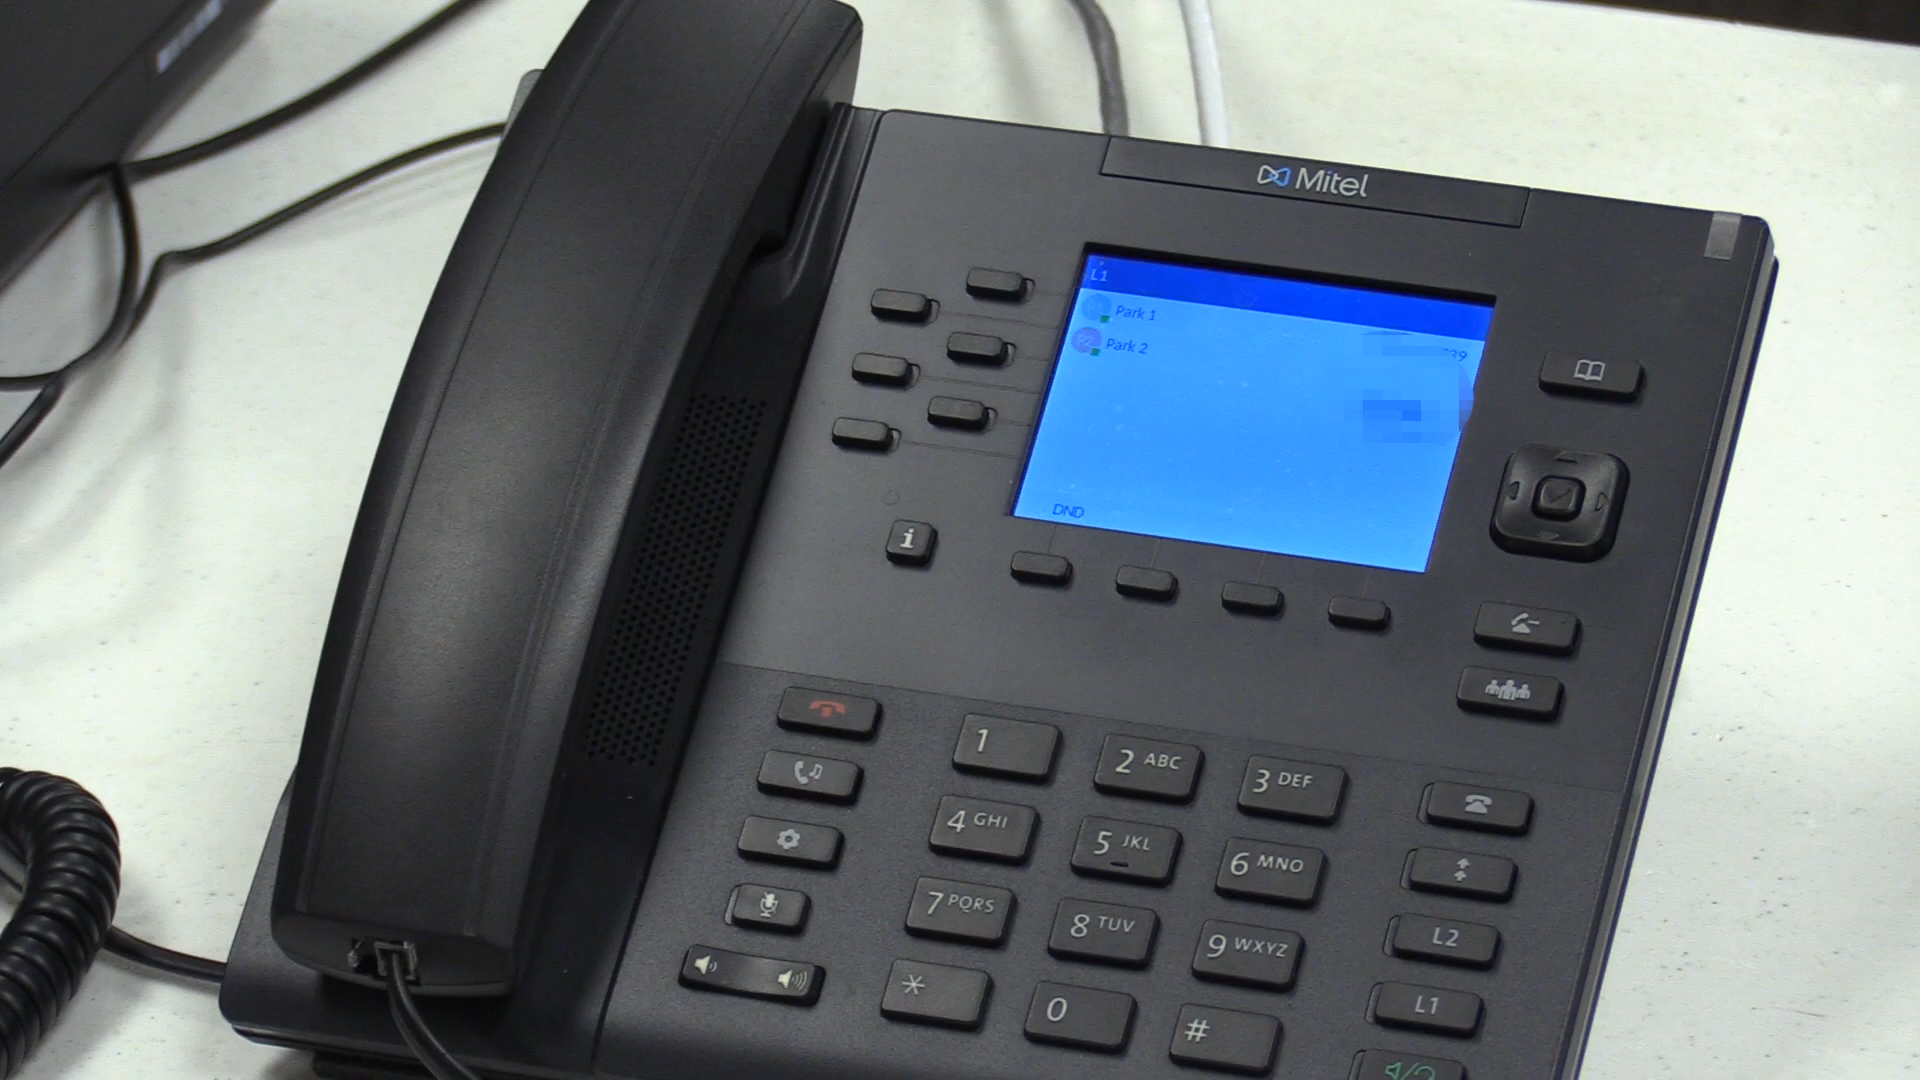 Mitel
L1
Park 1
Park 2
39
DND
i
1
2 ABC
3 DEF
4 GHI
5 JKL
6 MNO
7 PQRS
8 TUV
9 WXYZ
*
0
#
L2
L1